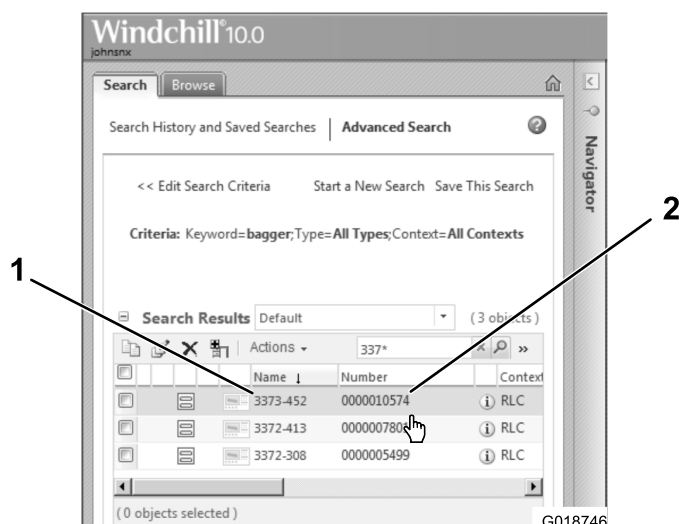 Windchill® 10.0
johnsnx
Search Browse
Search History and Saved Searches | Advanced Search
Navigator
<< Edit Search Criteria Start a New Search Save This Search
2
Criteria: Keyword=bagger;Type=All Types;Context=All Contexts
1
Search Results Default (3 objects)
Actions 337* »
Name Number Context
3373-452 0000010574 RLC
3372-413 RLC
3372-308 0000005499 RLC
(0 objects selected)
G018746